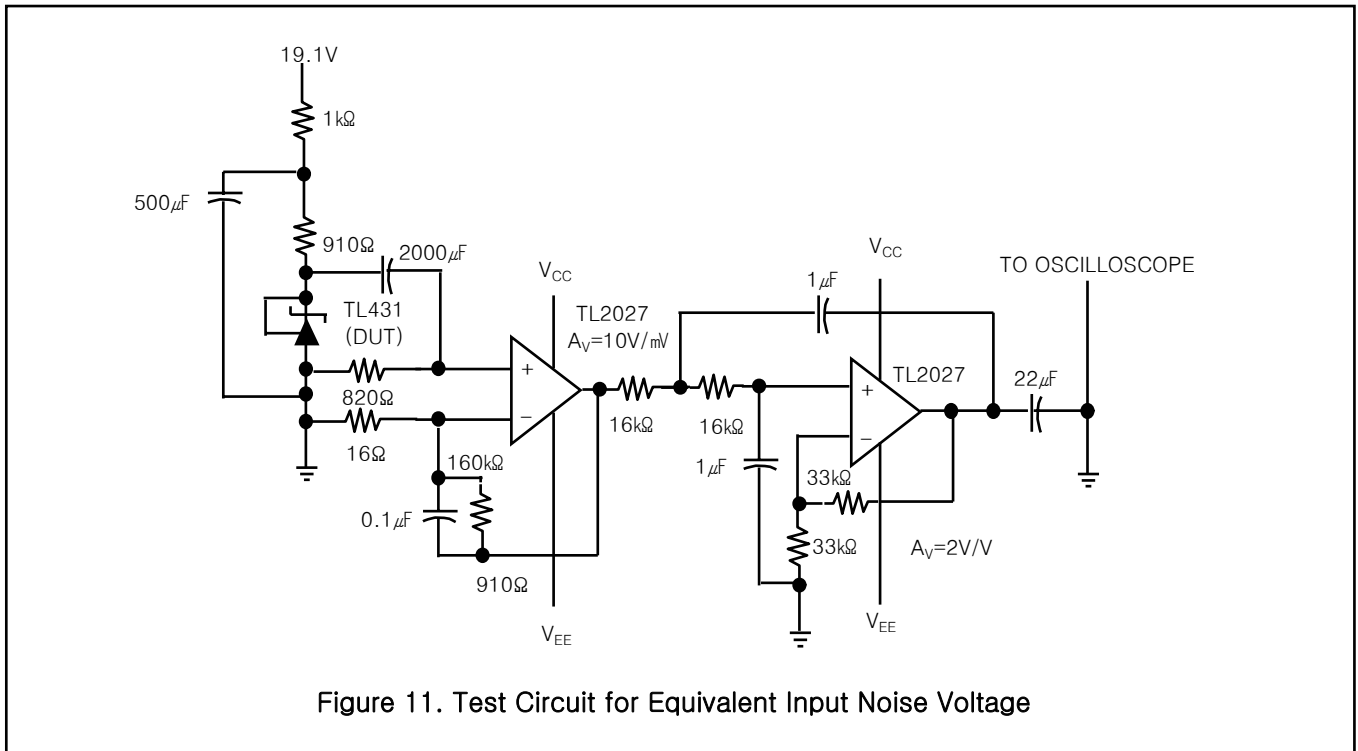 19.1V
1kΩ
500μF
910Ω
2000μF
TL431
(DUT)
820Ω
16Ω
160kΩ
0.1μF
910Ω
VCC
TL2027
AV=10V/㎷
VEE
16kΩ
16kΩ
1μF
1μF
VCC
TL2027
33kΩ
33kΩ
AV=2V/V
VEE
22μF
TO OSCILLOSCOPE
+
−
+
−
Figure 11. Test Circuit for Equivalent Input Noise Voltage